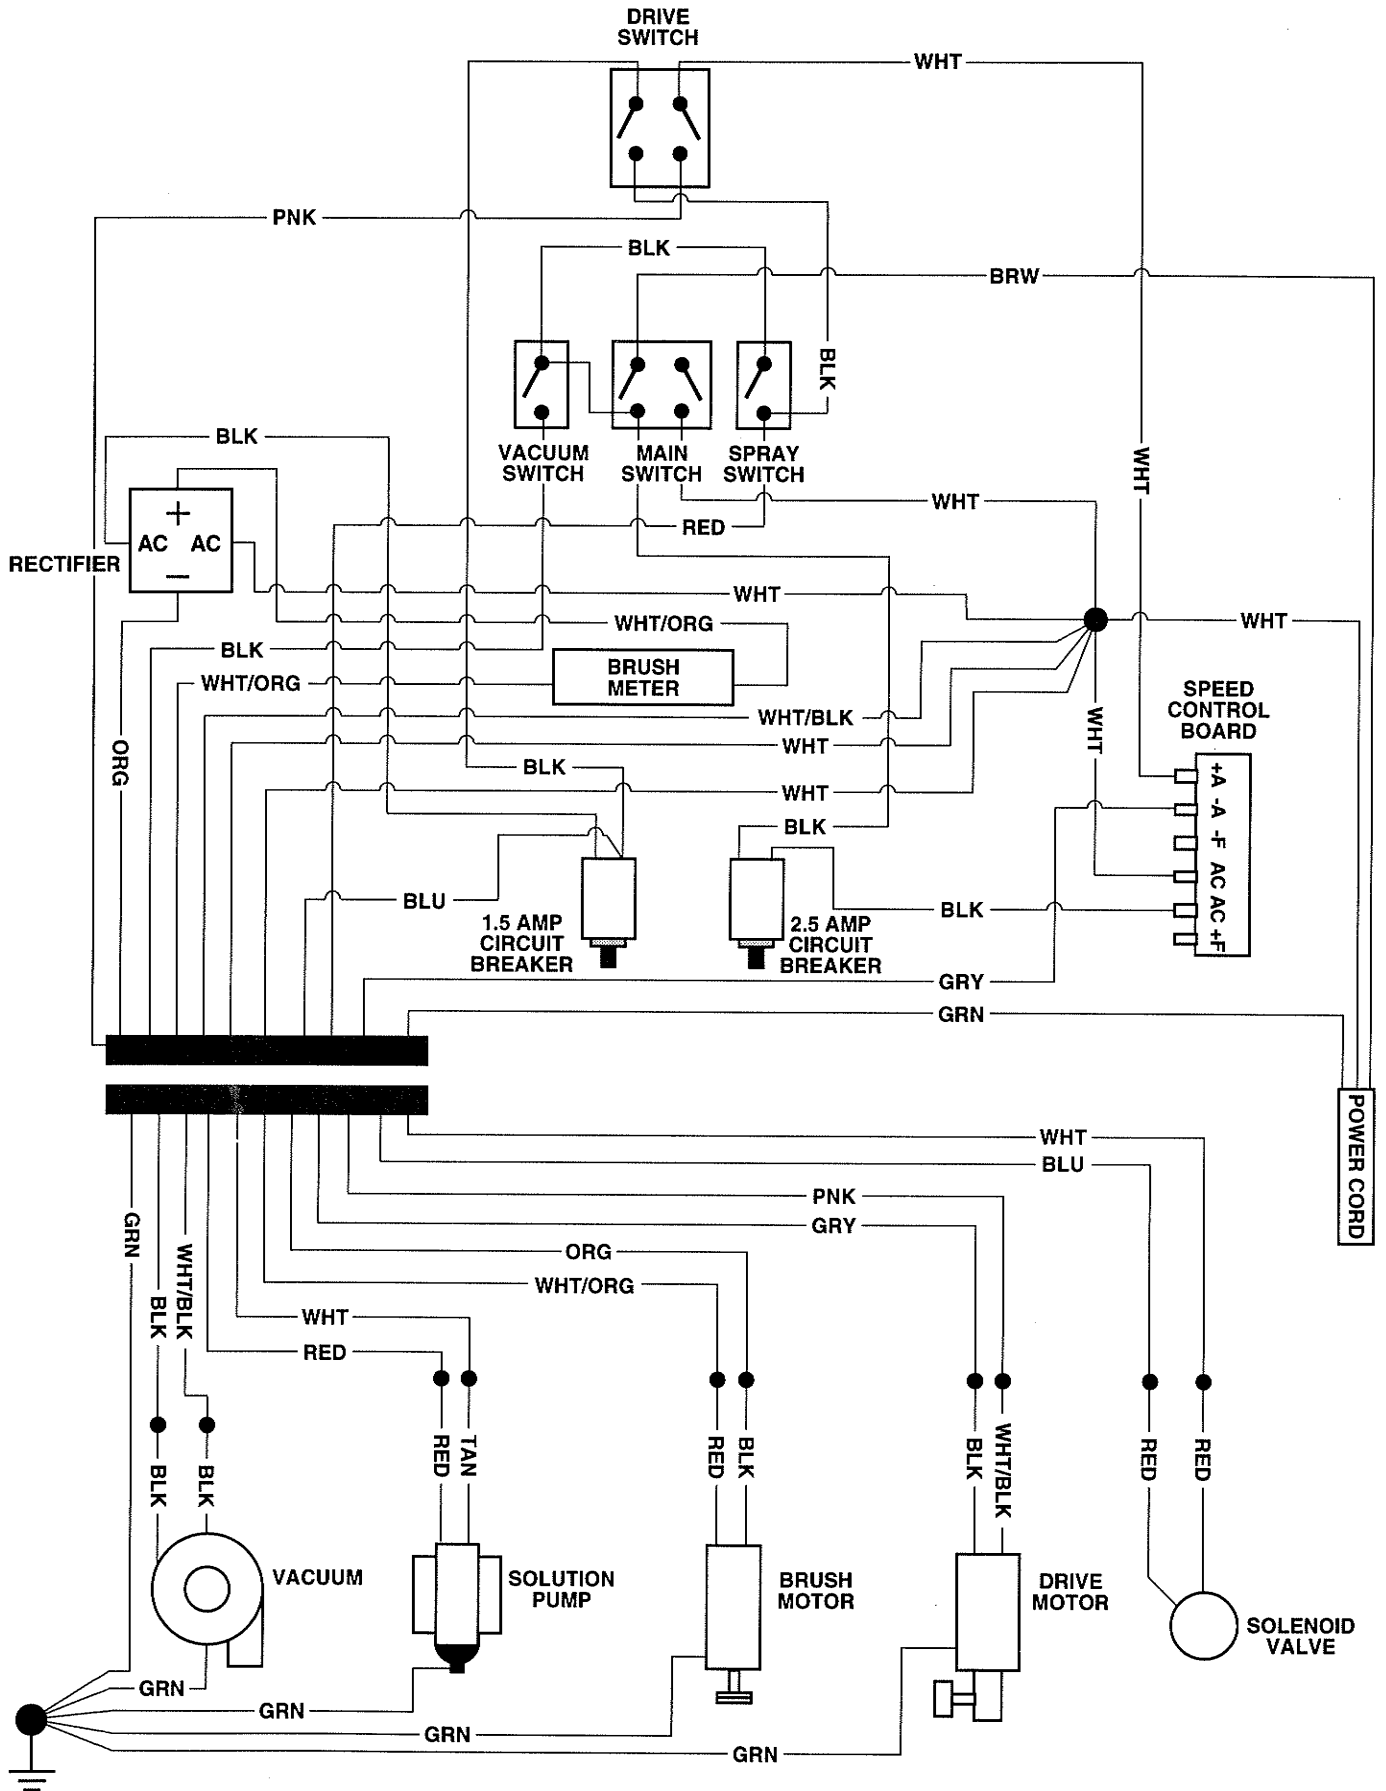 DRIVE
SWITCH
WHT
PNK
BLK
BRW
BLK
VACUUM
SWITCH
MAIN
SWITCH
SPRAY
SWITCH
BLK
WHT
WHT
RED
+
AC AC
−
RECTIFIER
WHT
WHT
WHT/ORG
BLK
BRUSH
METER
WHT/ORG
SPEED
CONTROL
BOARD
WHT/BLK
WHT
WHT
ORG
BLK
WHT
+A
-A
-F
AC
AC
+F
BLK
BLU
1.5 AMP
CIRCUIT
BREAKER
2.5 AMP
CIRCUIT
BREAKER
BLK
GRY
GRN
POWER CORD
WHT
BLU
PNK
GRY
ORG
WHT/ORG
GRN
BLK
WHT/BLK
WHT
RED
BLK
BLK
RED
TAN
RED
BLK
BLK
WHT/BLK
RED
RED
VACUUM
SOLUTION
PUMP
BRUSH
MOTOR
DRIVE
MOTOR
SOLENOID
VALVE
GRN
GRN
GRN
GRN